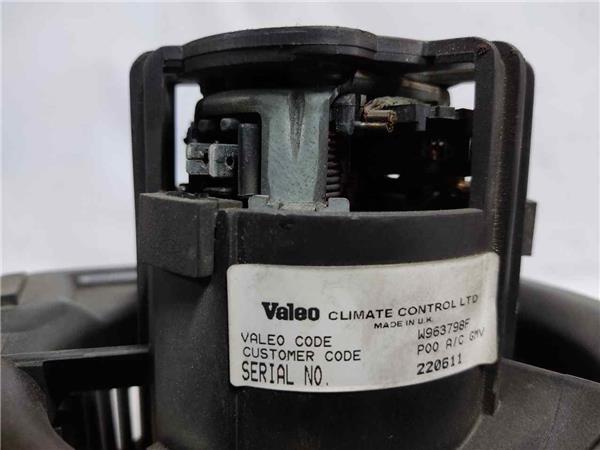 Valeo CLIMATE CONTROL LTD
MADE IN U.K.
VALEO CODE W963798F
CUSTOMER CODE P00 A/C GMV
SERIAL NO. 220611